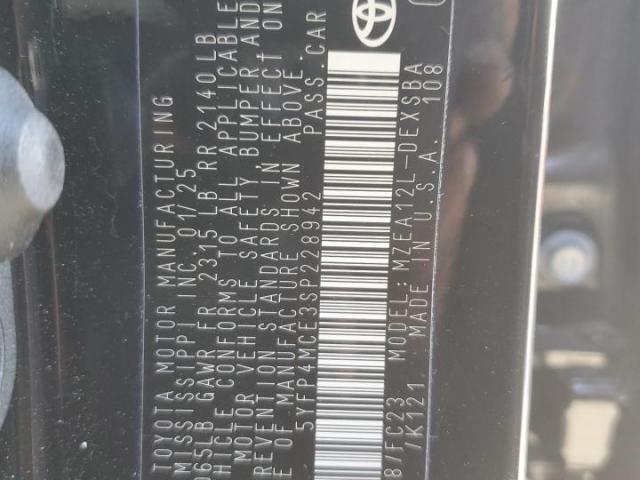 TOYOTA MOTOR MANUFACTURING
MISSISSIPPI INC. 01/25
065LB GAWR FR 2315 LB RR 2140 LB
HICLE CONFORMS TO ALL APPLICABLE
MOTOR VEHICLE SAFETY BUMPER AND
REVENTION STANDARDS IN EFFECT ON
E OF MANUFACTURE SHOWN ABOVE.
5YFP4MCE3SP228942 PASS.CAR
8/FC23 MODEL:MZEA12L-DEXSBA
/K121 MADE IN U.S.A. 108